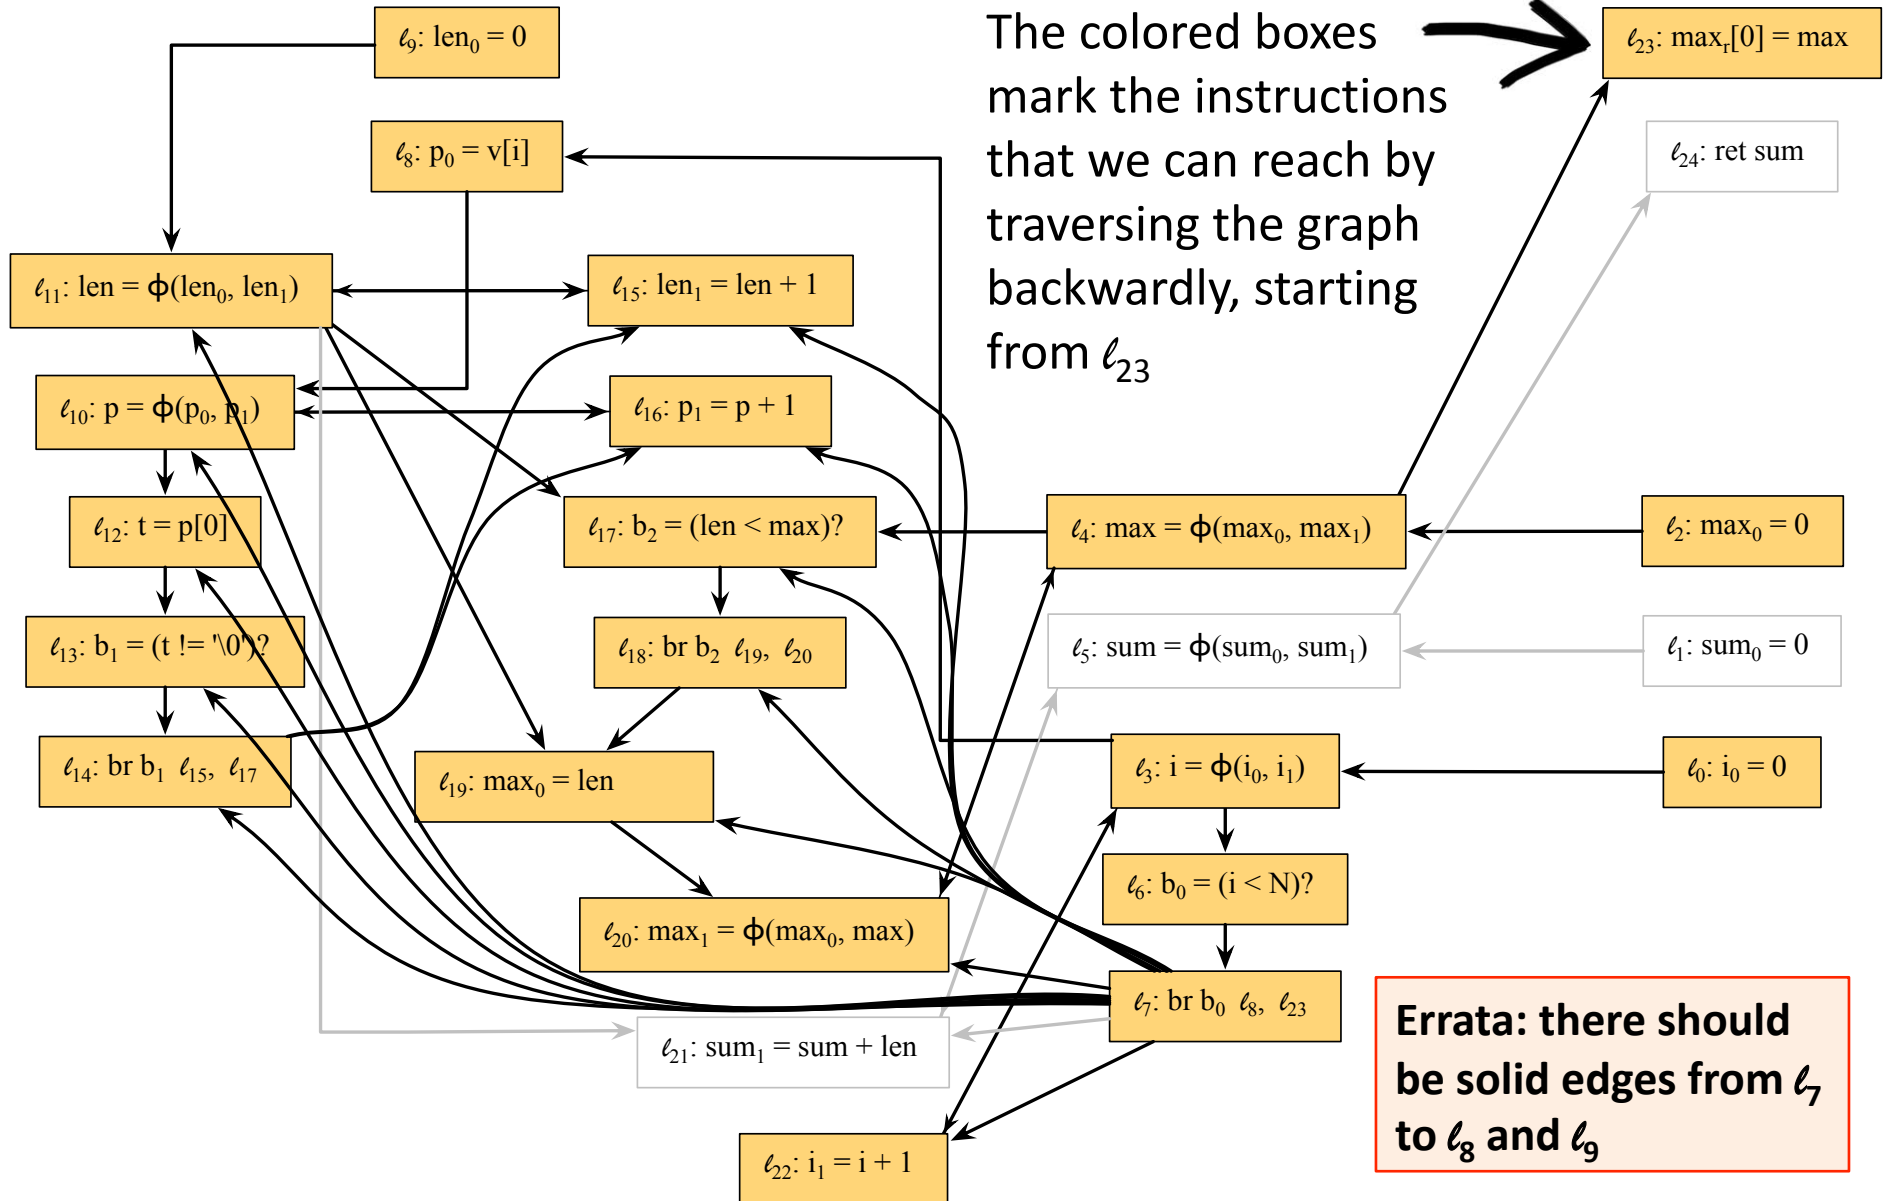 ℓ9: len0 = 0
The colored boxes
mark the instructions
that we can reach by
traversing the graph
backwardly, starting
from ℓ23
ℓ23: maxr[0] = max
ℓ8: p0 = v[i]
ℓ24: ret sum
ℓ11: len = ϕ(len0, len1)
ℓ15: len1 = len + 1
ℓ10: p = ϕ(p0, p1)
ℓ16: p1 = p + 1
ℓ12: t = p[0]
ℓ17: b2 = (len < max)?
ℓ4: max = ϕ(max0, max1)
ℓ2: max0 = 0
ℓ13: b1 = (t != '\0')?
ℓ18: br b2 ℓ19, ℓ20
ℓ5: sum = ϕ(sum0, sum1)
ℓ1: sum0 = 0
ℓ14: br b1 ℓ15, ℓ17
ℓ19: max0 = len
ℓ3: i = ϕ(i0, i1)
ℓ0: i0 = 0
ℓ6: b0 = (i < N)?
ℓ20: max1 = ϕ(max0, max)
ℓ7: br b0 ℓ8, ℓ23
ℓ21: sum1 = sum + len
ℓ22: i1 = i + 1
Errata: there should
be solid edges from ℓ7
to ℓ8 and ℓ9